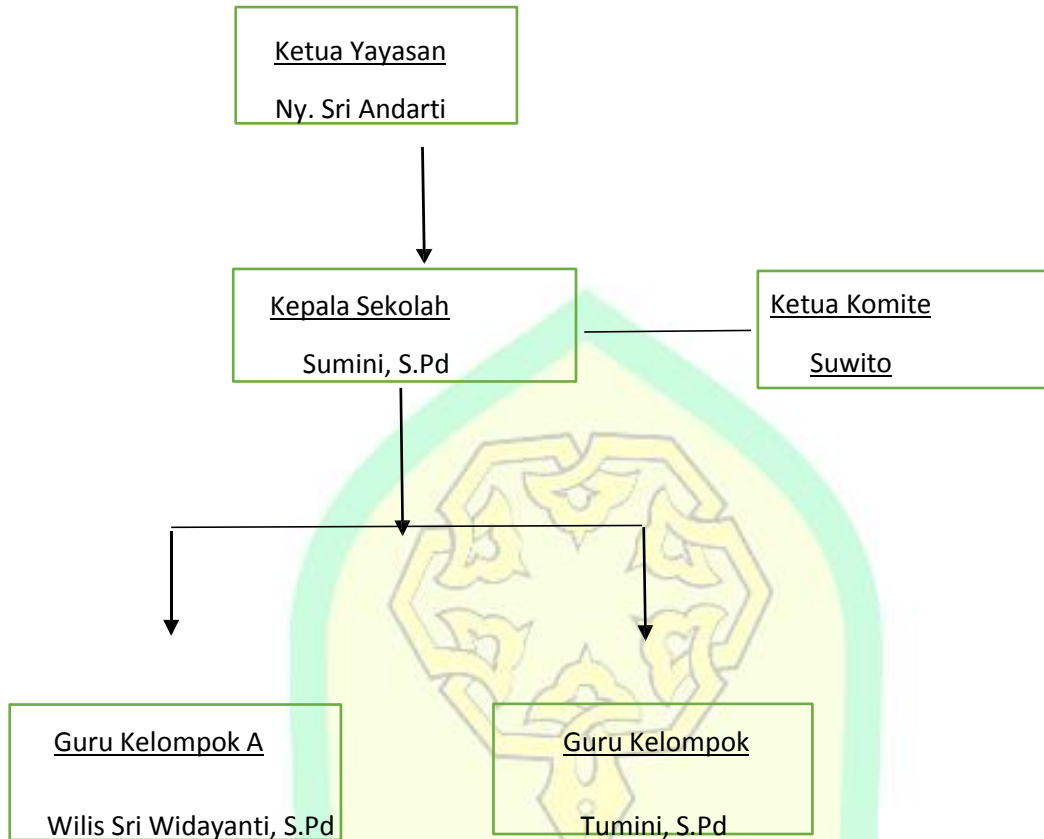 Ketua Yayasan
Ny. Sri Andarti
Kepala Sekolah
Sumini, S.Pd
Ketua Komite
Suwito
Guru Kelompok A
Wilis Sri Widayanti, S.Pd
Guru Kelompok
Tumini, S.Pd